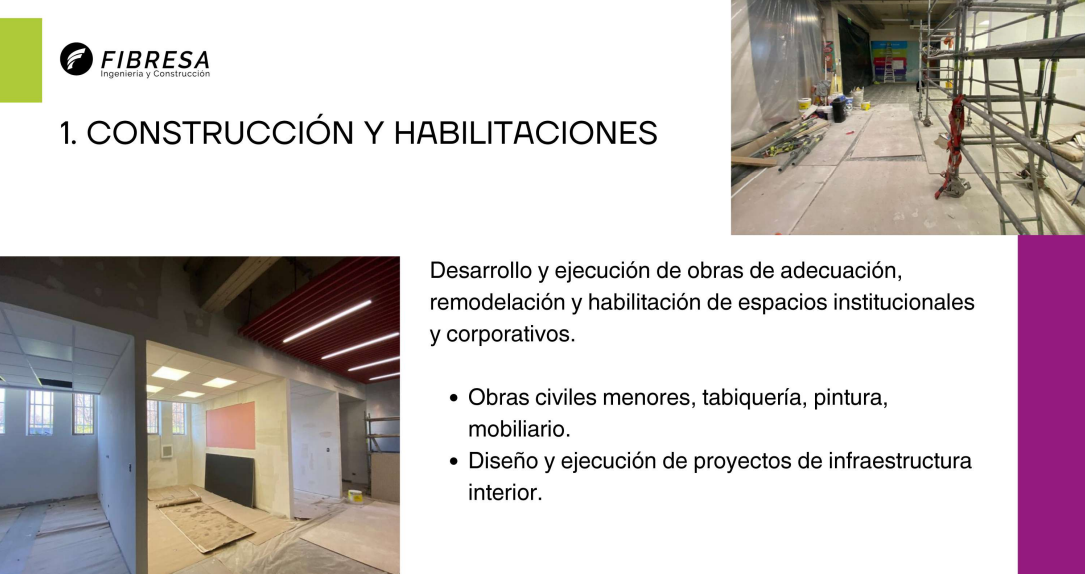 FIBRESA
Ingeniería y Construcción
1. CONSTRUCCIÓN Y HABILITACIONES
Desarrollo y ejecución de obras de adecuación,
remodelación y habilitación de espacios institucionales
y corporativos.
• Obras civiles menores, tabiquería, pintura,
mobiliario.
• Diseño y ejecución de proyectos de infraestructura
interior.